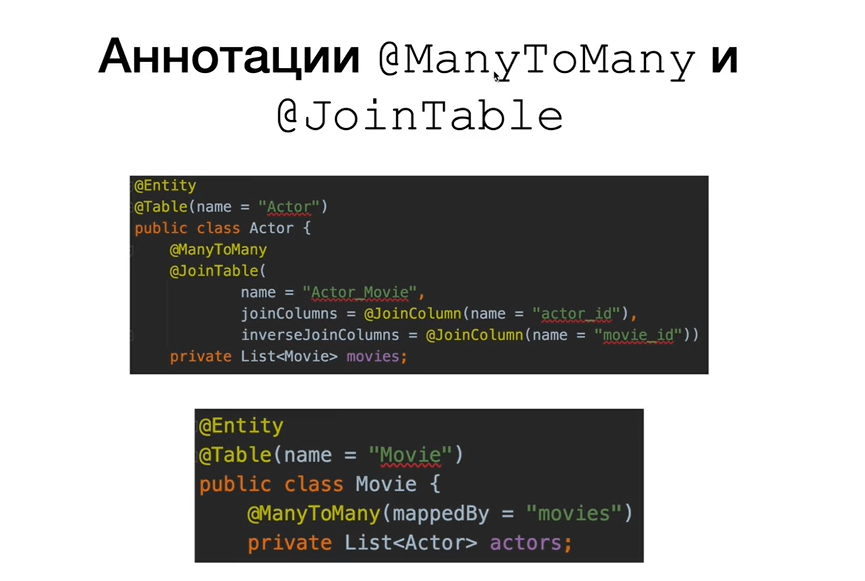 Аннотации @ManyToMany и
@JoinTable
@Entity
@Table(name = "Actor")
public class Actor {
@ManyToMany
@JoinTable(
name = "Actor_Movie",
joinColumns = @JoinColumn(name = "actor_id"),
inverseJoinColumns = @JoinColumn(name = "movie_id"))
private List<Movie> movies;
@Entity
@Table(name = "Movie")
public class Movie {
@ManyToMany(mappedBy = "movies")
private List<Actor> actors;